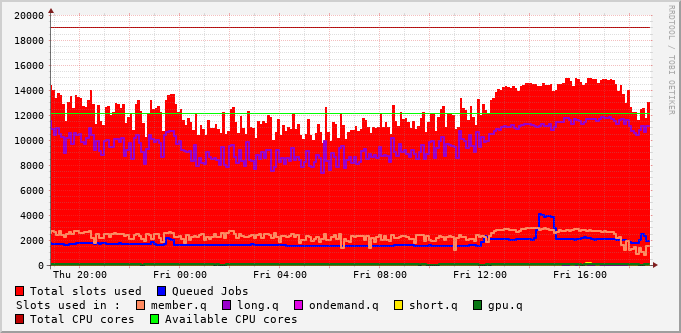 20000
18000
16000
14000
12000
10000
8000
6000
4000
2000
0
Thu 20:00 Fri 00:00 Fri 04:00 Fri 08:00 Fri 12:00 Fri 16:00
Total slots used Queued Jobs
Slots used in : member.q long.q ondemand.q short.q gpu.q
Total CPU cores Available CPU cores
RRDTOOL / TOBI OETIKER